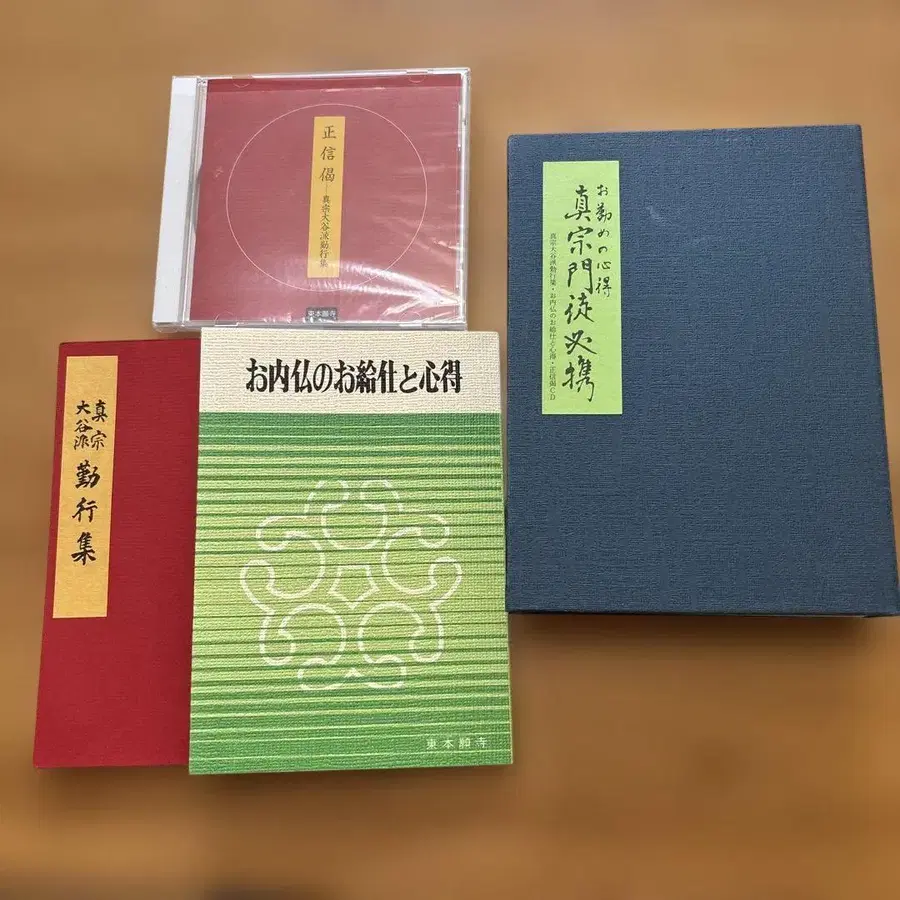 正信偈
真宗大谷派勤行集
東本願寺
お勤めの心得
真宗門徒必携
真宗大谷派勤行集・お内仏のお給仕と心得・正信偈CD
お内仏のお給仕と心得
東本願寺
真宗
大谷派
勤行集